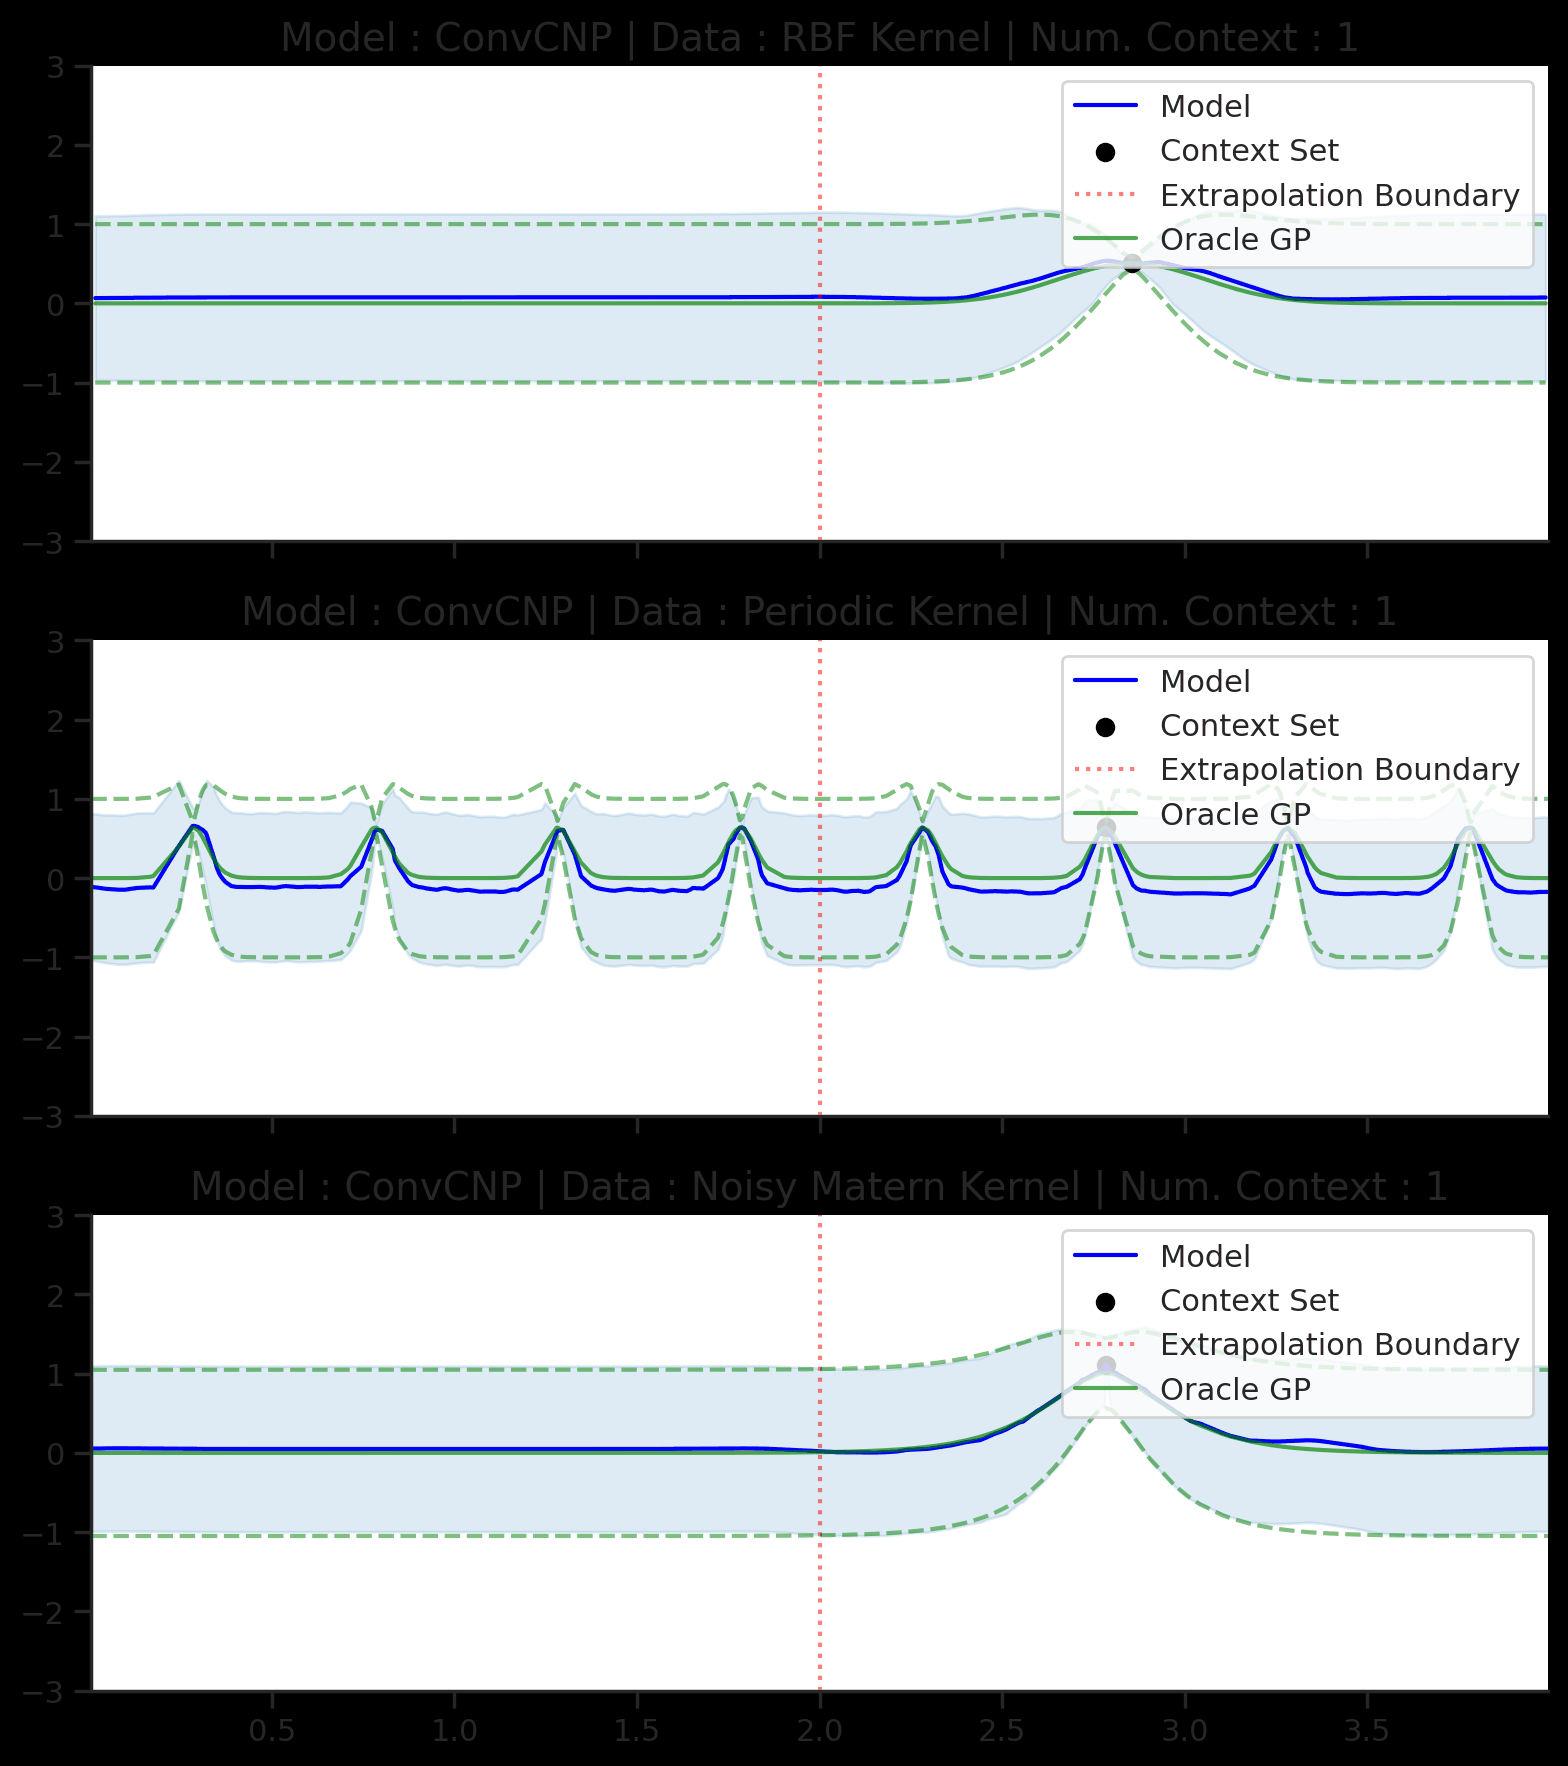 Model : ConvCNP | Data : RBF Kernel | Num. Context : 1
3
2
1
0
−1
−2
−3
Model
Context Set
Extrapolation Boundary
Oracle GP
Model : ConvCNP | Data : Periodic Kernel | Num. Context : 1
3
2
1
0
−1
−2
−3
Model
Context Set
Extrapolation Boundary
Oracle GP
Model : ConvCNP | Data : Noisy Matern Kernel | Num. Context : 1
3
2
1
0
−1
−2
−3
Model
Context Set
Extrapolation Boundary
Oracle GP
0.5 1.0 1.5 2.0 2.5 3.0 3.5